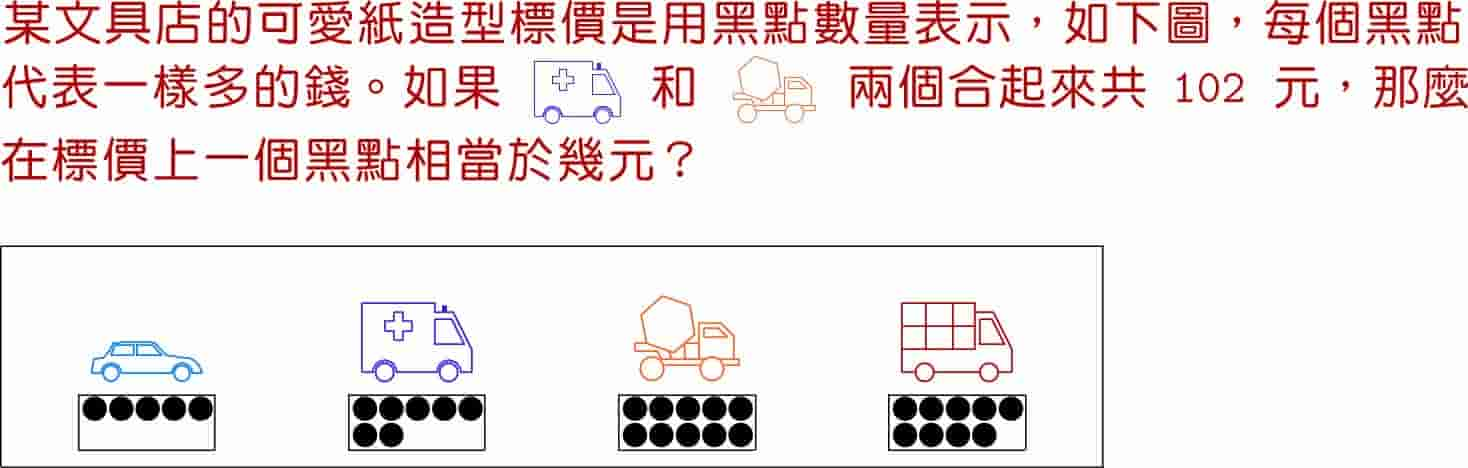 某文具店的可愛紙造型標價是用黑點數量表示，如下圖，每個黑點
代表一樣多的錢。如果 和 兩個合起來共 102 元，那麼
在標價上一個黑點相當於幾元？